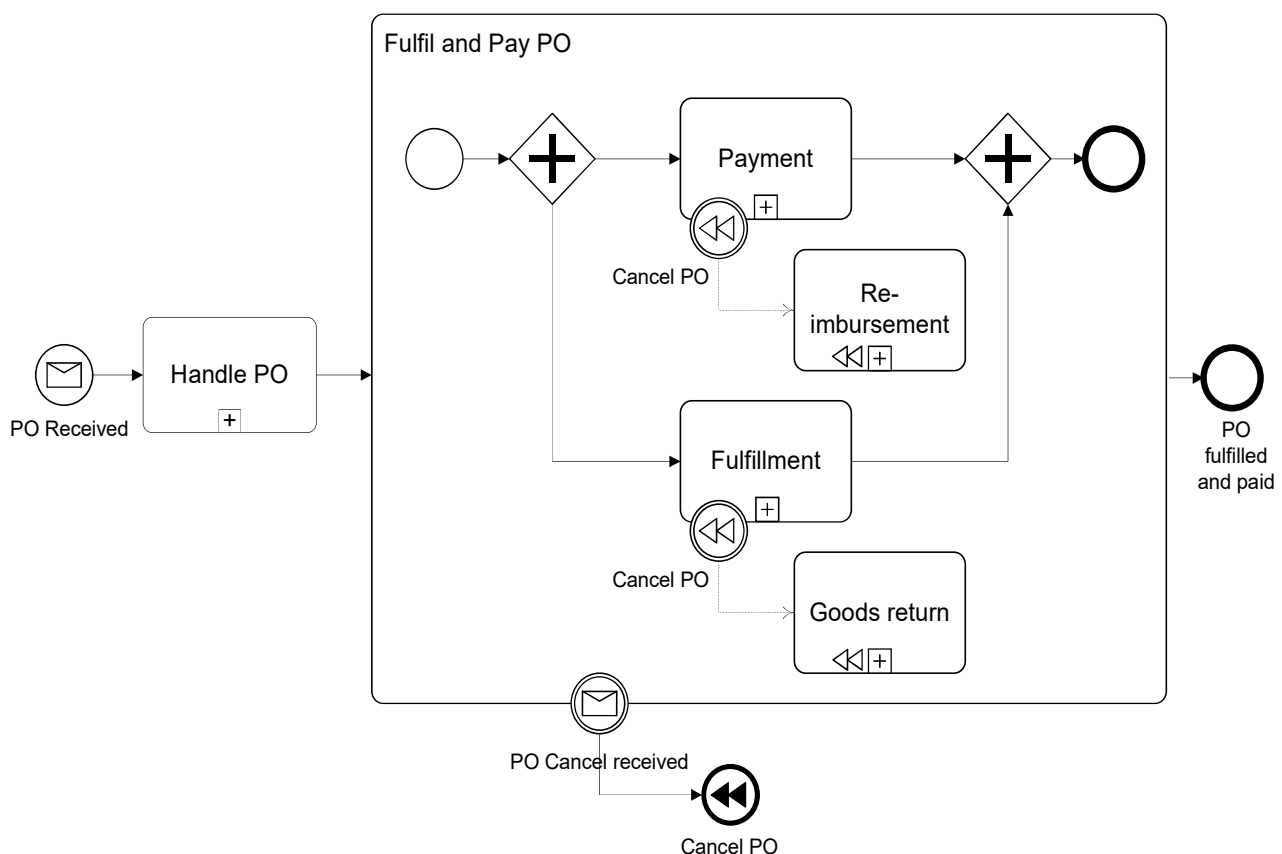 Fulfil and Pay PO
Payment
Cancel PO
Re-
imbursement
Handle PO
PO Received
Fulfillment
Cancel PO
Goods return
PO
fulfilled
and paid
PO Cancel received
Cancel PO